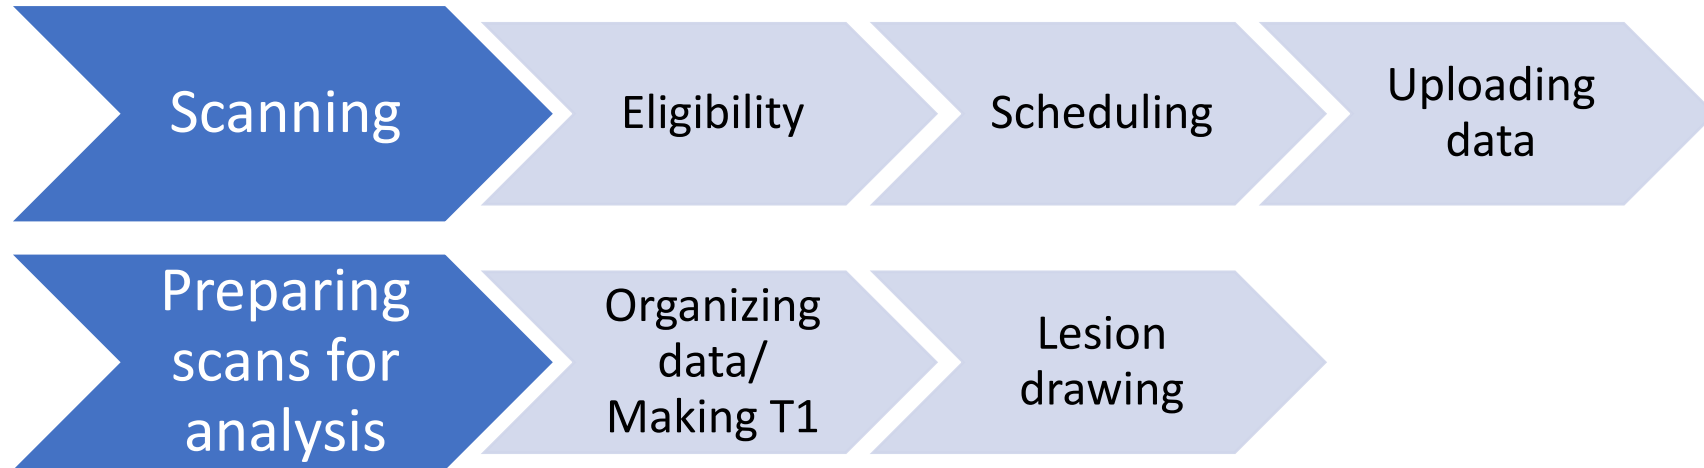 Scanning
Eligibility
Scheduling
Uploading
data
Preparing
scans for
analysis
Organizing
data/
Making T1
Lesion
drawing